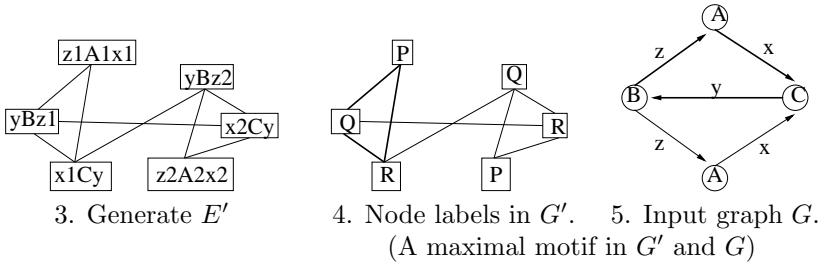 z1A1x1
yBz2
yBz1
x2Cy
x1Cy
z2A2x2
3. Generate E′
P
Q
Q
R
R
P
4. Node labels in G′.
(A maximal motif in G′ and G)
A
z
x
B
y
C
z
x
A
5. Input graph G.